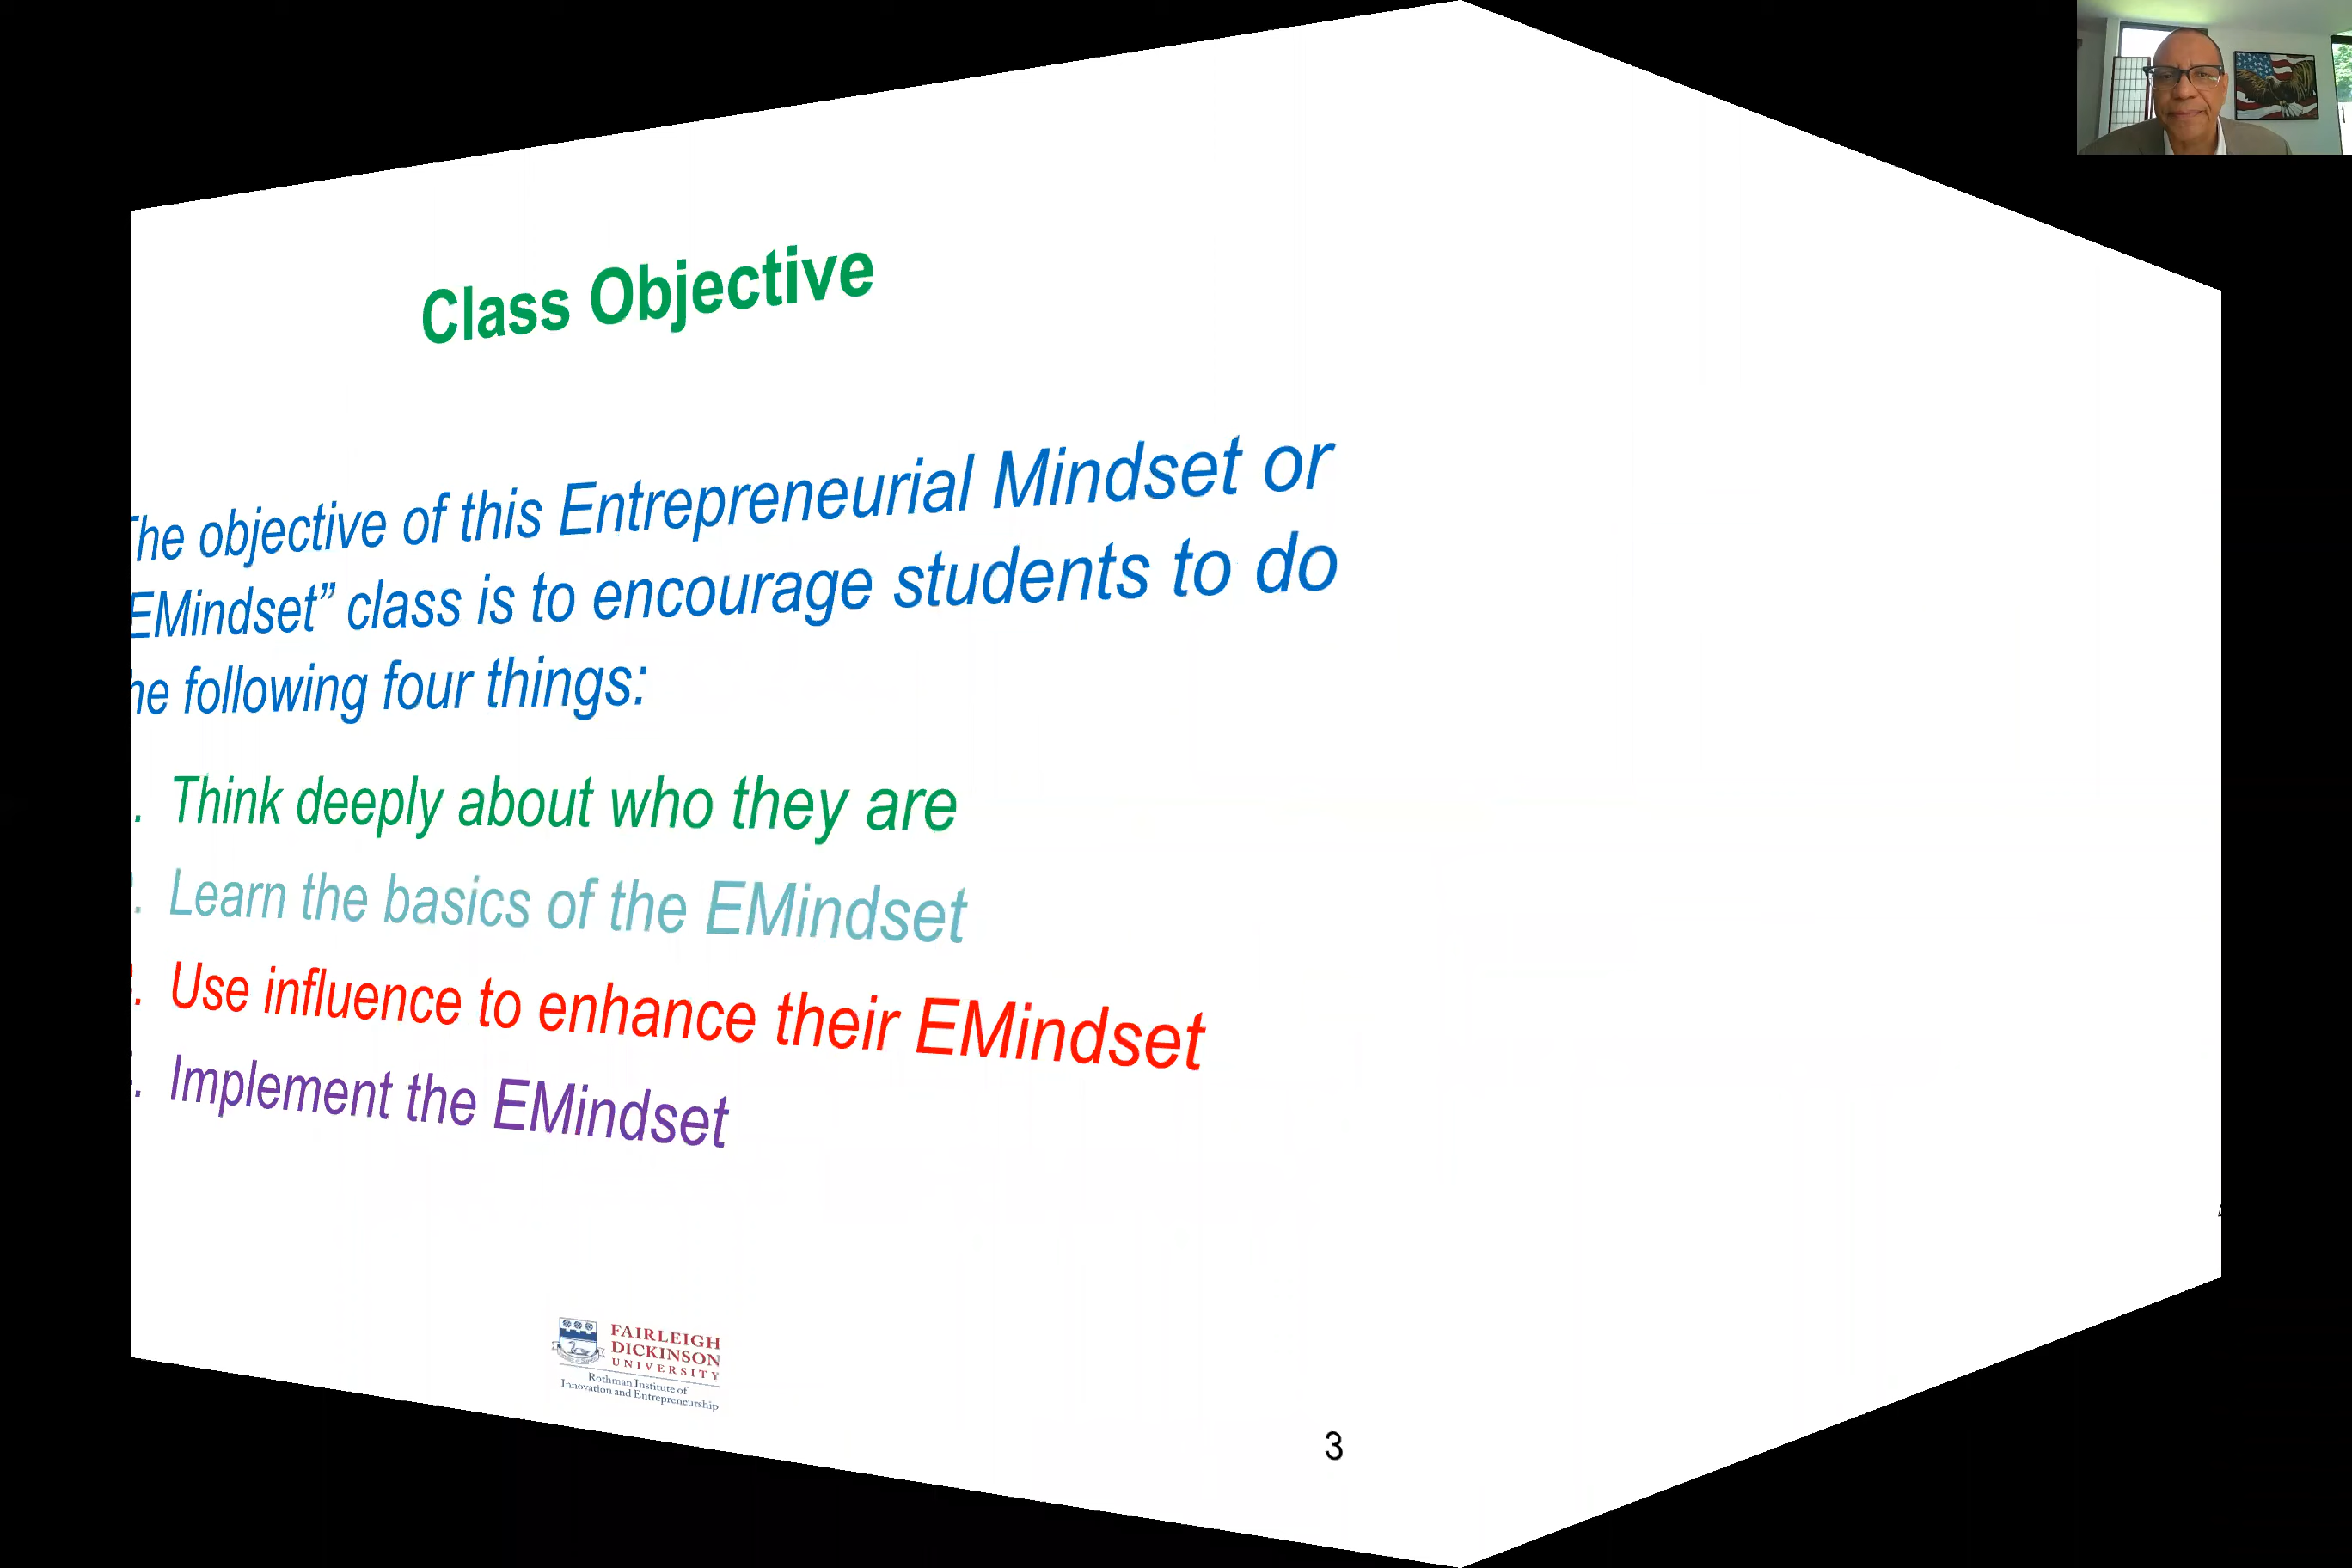 Class Objective
he objective of this Entrepreneurial Mindset or
EMindset” class is to encourage students to do
he following four things:
. Think deeply about who they are
. Learn the basics of the EMindset
. Use influence to enhance their EMindset
. Implement the EMindset
FAIRLEIGH
DICKINSON
UNIVERSITY
Rothman Institute of
Innovation and Entrepreneurship
3